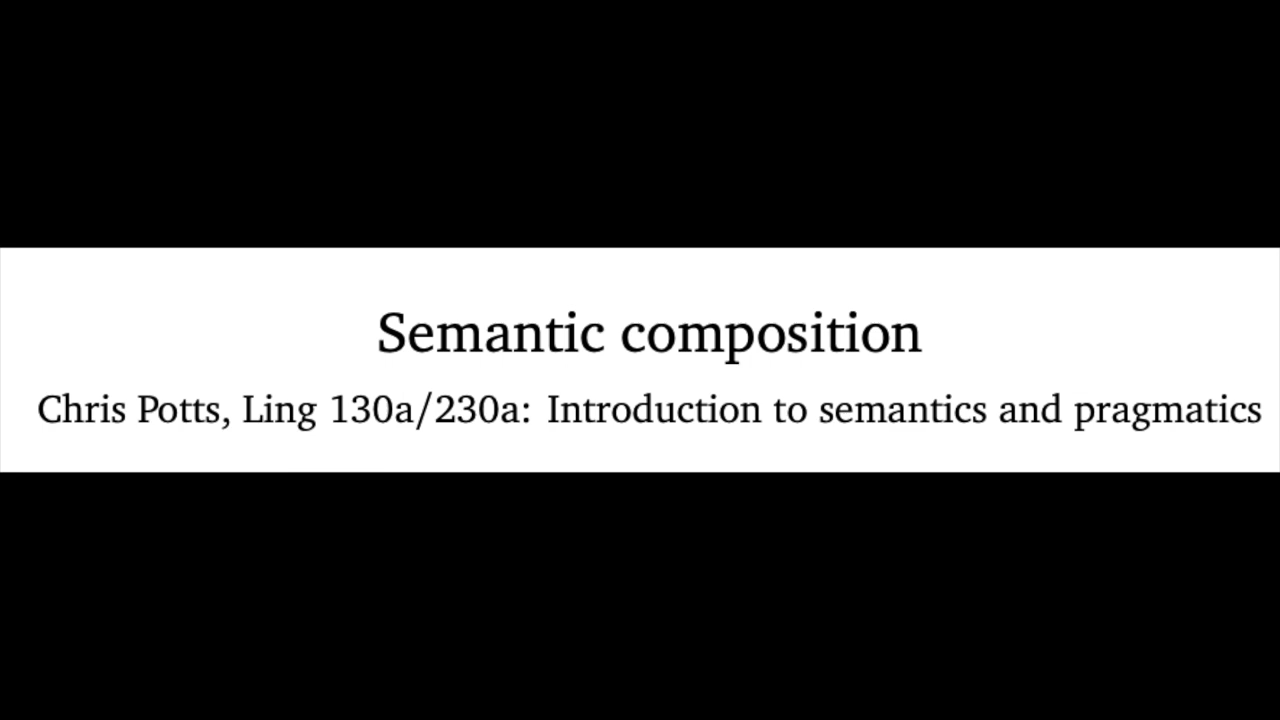 Semantic composition
Chris Potts, Ling 130a/230a: Introduction to semantics and pragmatics